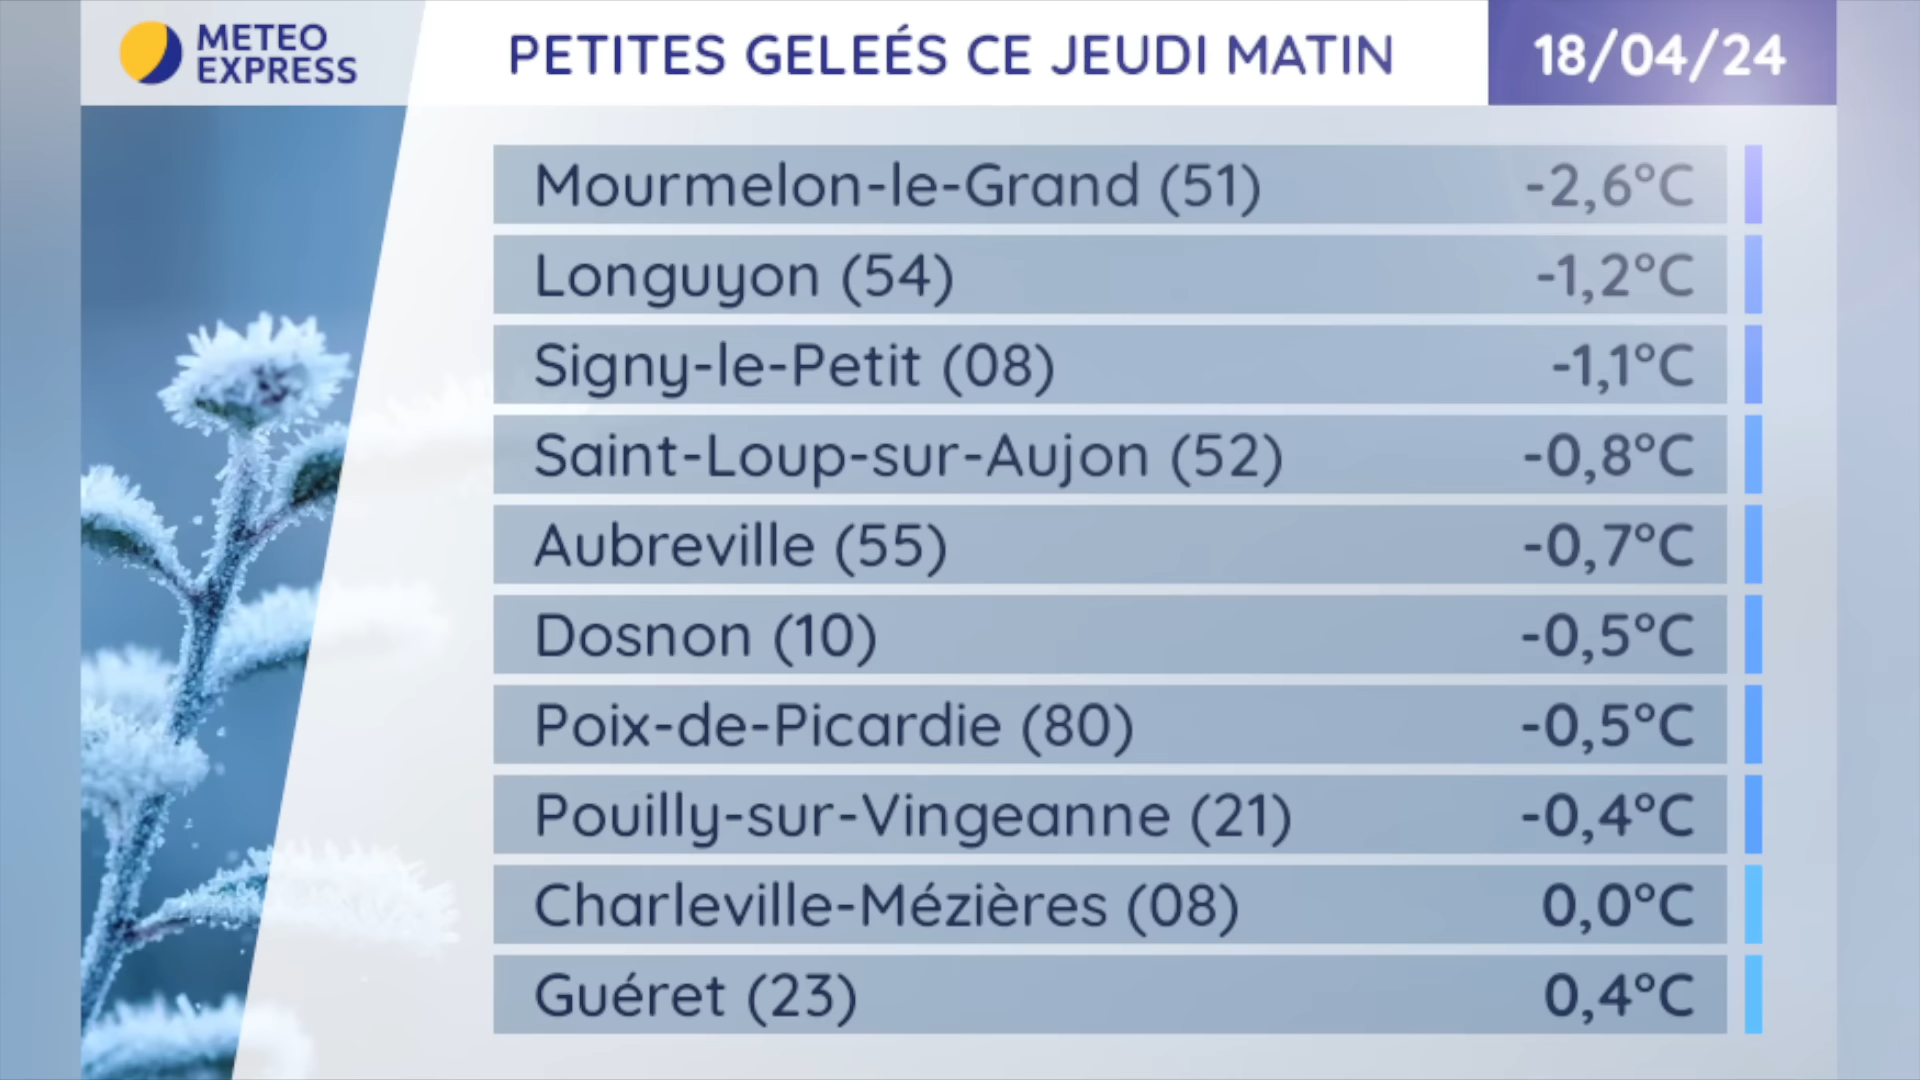 METEO
EXPRESS
PETITES GELEÉS CE JEUDI MATIN
18/04/24
Mourmelon-le-Grand (51) -2,6°C
Longuyon (54) -1,2°C
Signy-le-Petit (08) -1,1°C
Saint-Loup-sur-Aujon (52) -0,8°C
Aubreville (55) -0,7°C
Dosnon (10) -0,5°C
Poix-de-Picardie (80) -0,5°C
Pouilly-sur-Vingeanne (21) -0,4°C
Charleville-Mézières (08) 0,0°C
Guéret (23) 0,4°C